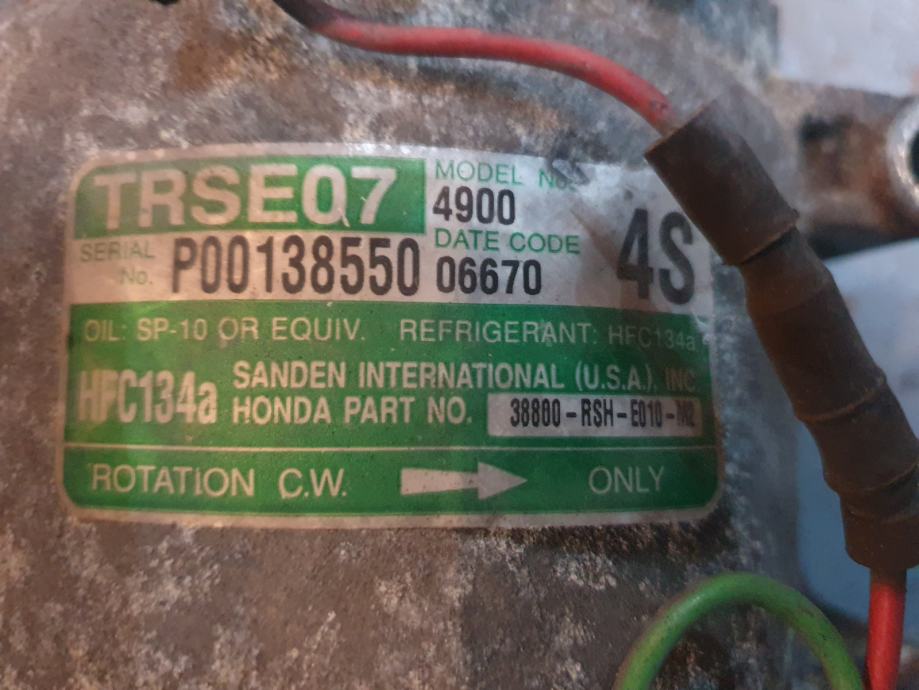 TRSE07
MODEL No.
4900
4S
SERIAL No. P00138550
DATE CODE
06670
OIL: SP-10 OR EQUIV. REFRIGERANT: HFC134a
HFC134a
SANDEN INTERNATIONAL (U.S.A.), INC.
HONDA PART NO. 38800-RSH-E010-M2
ROTATION C.W. ONLY